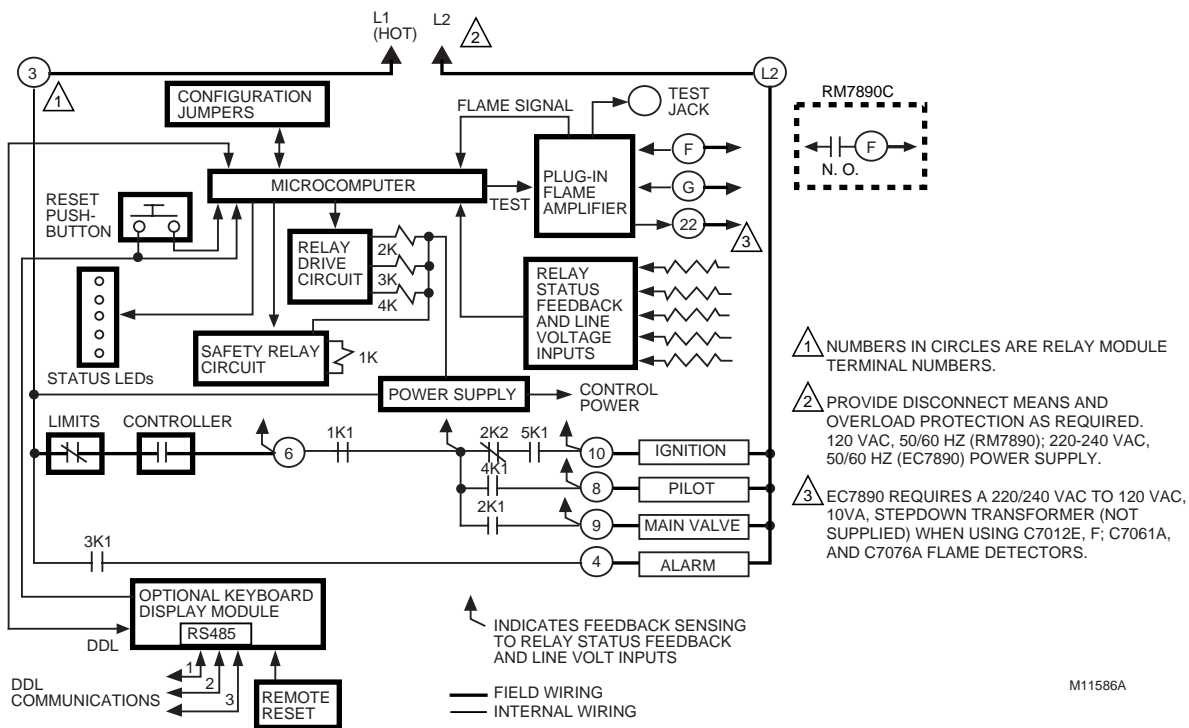 L1
(HOT)
L2
2
3
1
L2
CONFIGURATION
JUMPERS
FLAME SIGNAL
TEST
JACK
RM7890C
F
N. O.
MICROCOMPUTER
TEST
PLUG-IN
FLAME
AMPLIFIER
F
G
22
3
RESET
PUSH-
BUTTON
RELAY
DRIVE
CIRCUIT
2K
3K
4K
RELAY
STATUS
FEEDBACK
AND LINE
VOLTAGE
INPUTS
STATUS LEDs
SAFETY RELAY
CIRCUIT
1K
POWER SUPPLY
CONTROL
POWER
LIMITS
CONTROLLER
6
1K1
2K2
5K1
10
IGNITION
4K1
8
PILOT
2K1
9
MAIN VALVE
3K1
4
ALARM
OPTIONAL KEYBOARD
DISPLAY MODULE
RS485
DDL
1
2
3
DDL
COMMUNICATIONS
REMOTE
RESET
INDICATES FEEDBACK SENSING
TO RELAY STATUS FEEDBACK
AND LINE VOLT INPUTS
FIELD WIRING
INTERNAL WIRING
1 NUMBERS IN CIRCLES ARE RELAY MODULE
TERMINAL NUMBERS.
2 PROVIDE DISCONNECT MEANS AND
OVERLOAD PROTECTION AS REQUIRED.
120 VAC, 50/60 HZ (RM7890); 220-240 VAC,
50/60 HZ (EC7890) POWER SUPPLY.
3 EC7890 REQUIRES A 220/240 VAC TO 120 VAC,
10VA, STEPDOWN TRANSFORMER (NOT
SUPPLIED) WHEN USING C7012E, F; C7061A,
AND C7076A FLAME DETECTORS.
M11586A